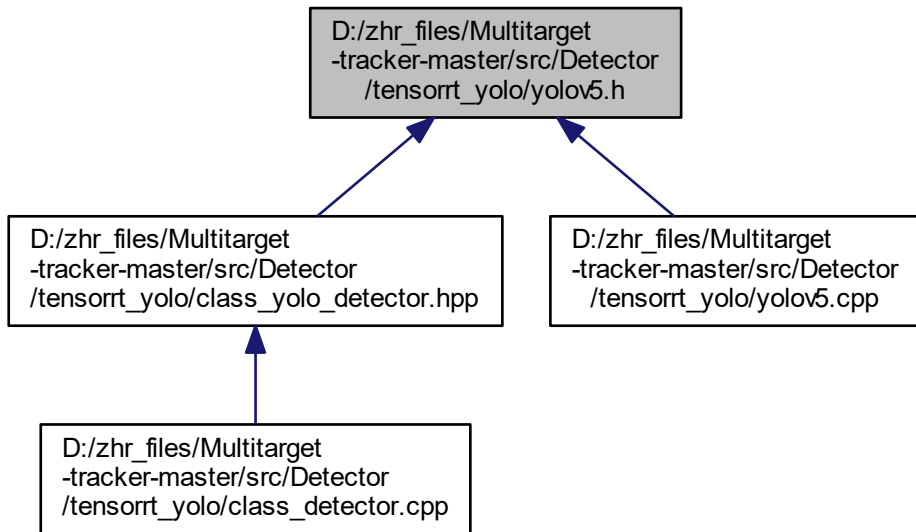 D:/zhr_files/Multitarget
-tracker-master/src/Detector
/tensorrt_yolo/yolov5.h
D:/zhr_files/Multitarget
-tracker-master/src/Detector
/tensorrt_yolo/class_yolo_detector.hpp
D:/zhr_files/Multitarget
-tracker-master/src/Detector
/tensorrt_yolo/yolov5.cpp
D:/zhr_files/Multitarget
-tracker-master/src/Detector
/tensorrt_yolo/class_detector.cpp